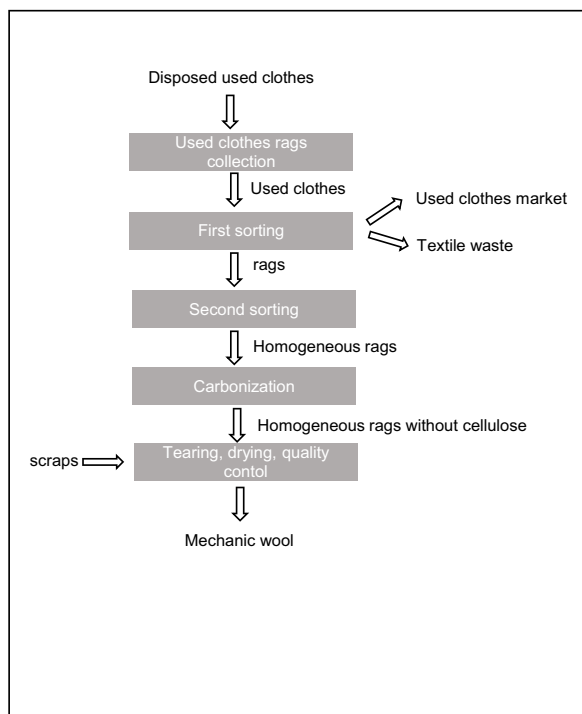 Disposed used clothes
Used clothes rags
collection
Used clothes
Used clothes market
First sorting
Textile waste
rags
Second sorting
Homogeneous rags
Carbonization
Homogeneous rags without cellulose
Tearing, drying, quality
contol
scraps
Mechanic wool